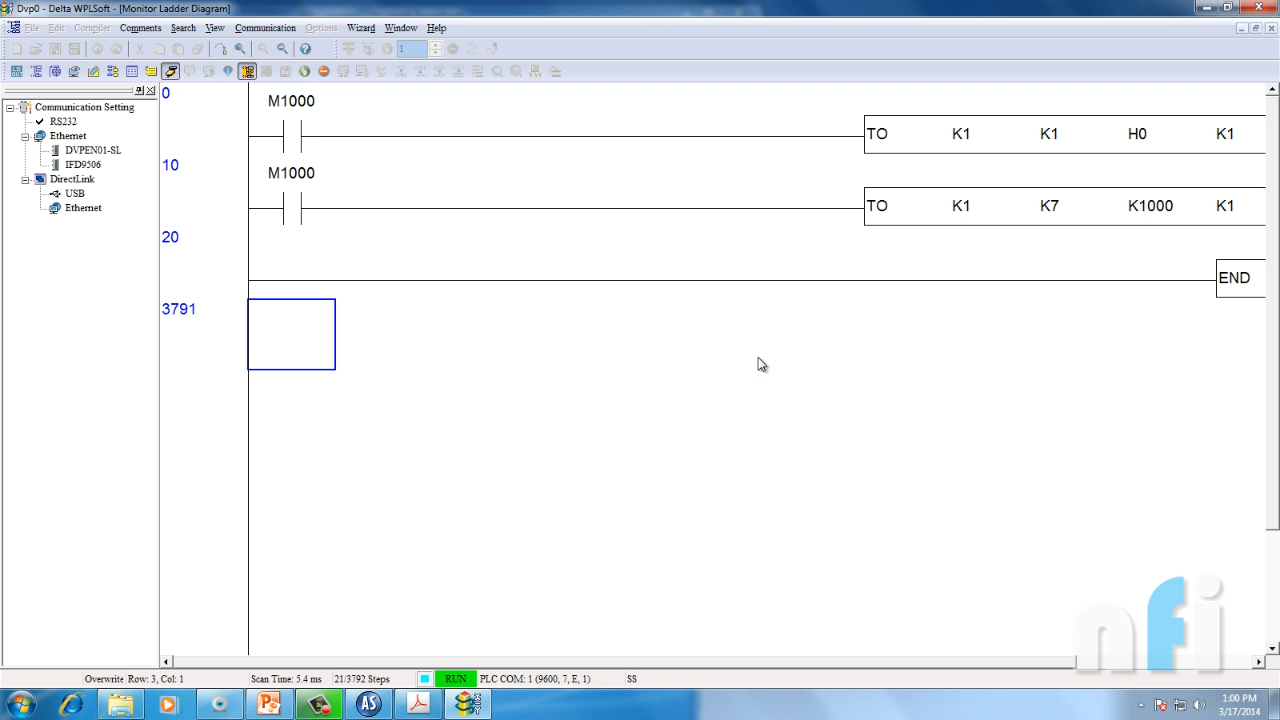 Dvp0 - Delta WPLSoft - [Monitor Ladder Diagram]
File Edit Compiler Comments Search View Communication Options Wizard Window Help
1
Communication Setting
RS232
Ethernet
DVPEN01-SL
IFD9506
DirectLink
USB
Ethernet
0
M1000
TO K1 K1 H0 K1
10
M1000
TO K1 K7 K1000 K1
20
END
3791
nfi
Overwrite Row: 3, Col: 1 Scan Time: 5.4 ms 21/3792 Steps RUN PLC COM: 1 (9600, 7, E, 1) SS
AS
1:00 PM
3/17/2014